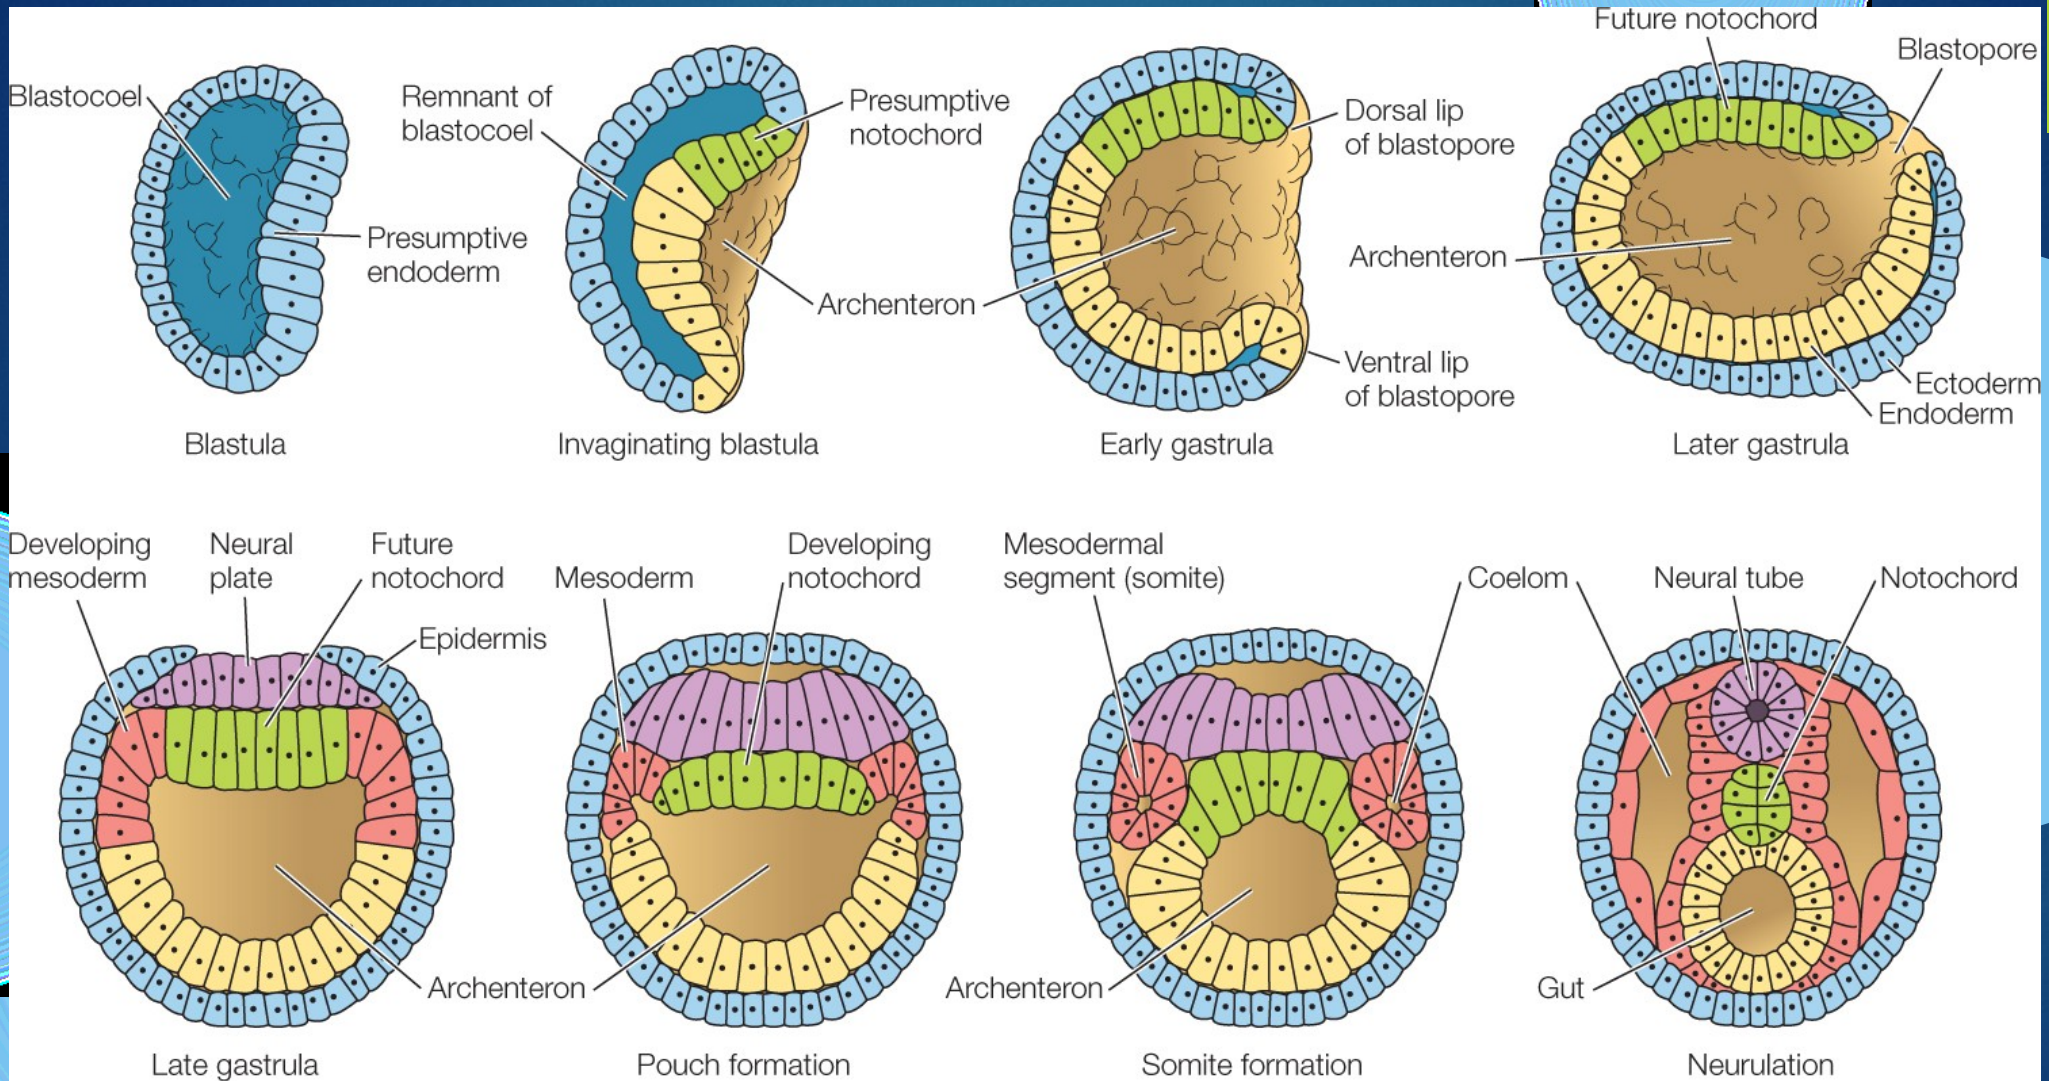 Future notochord
Blastopore
Blastocoel
Remnant of
blastocoel
Presumptive
notochord
Dorsal lip
of blastopore
Presumptive
endoderm
Archenteron
Archenteron
Ventral lip
of blastopore
Ectoderm
Endoderm
Blastula
Invaginating blastula
Early gastrula
Later gastrula
Developing
mesoderm
Neural
plate
Future
notochord
Epidermis
Mesoderm
Developing
notochord
Mesodermal
segment (somite)
Coelom
Neural tube
Notochord
Archenteron
Archenteron
Gut
Late gastrula
Pouch formation
Somite formation
Neurulation